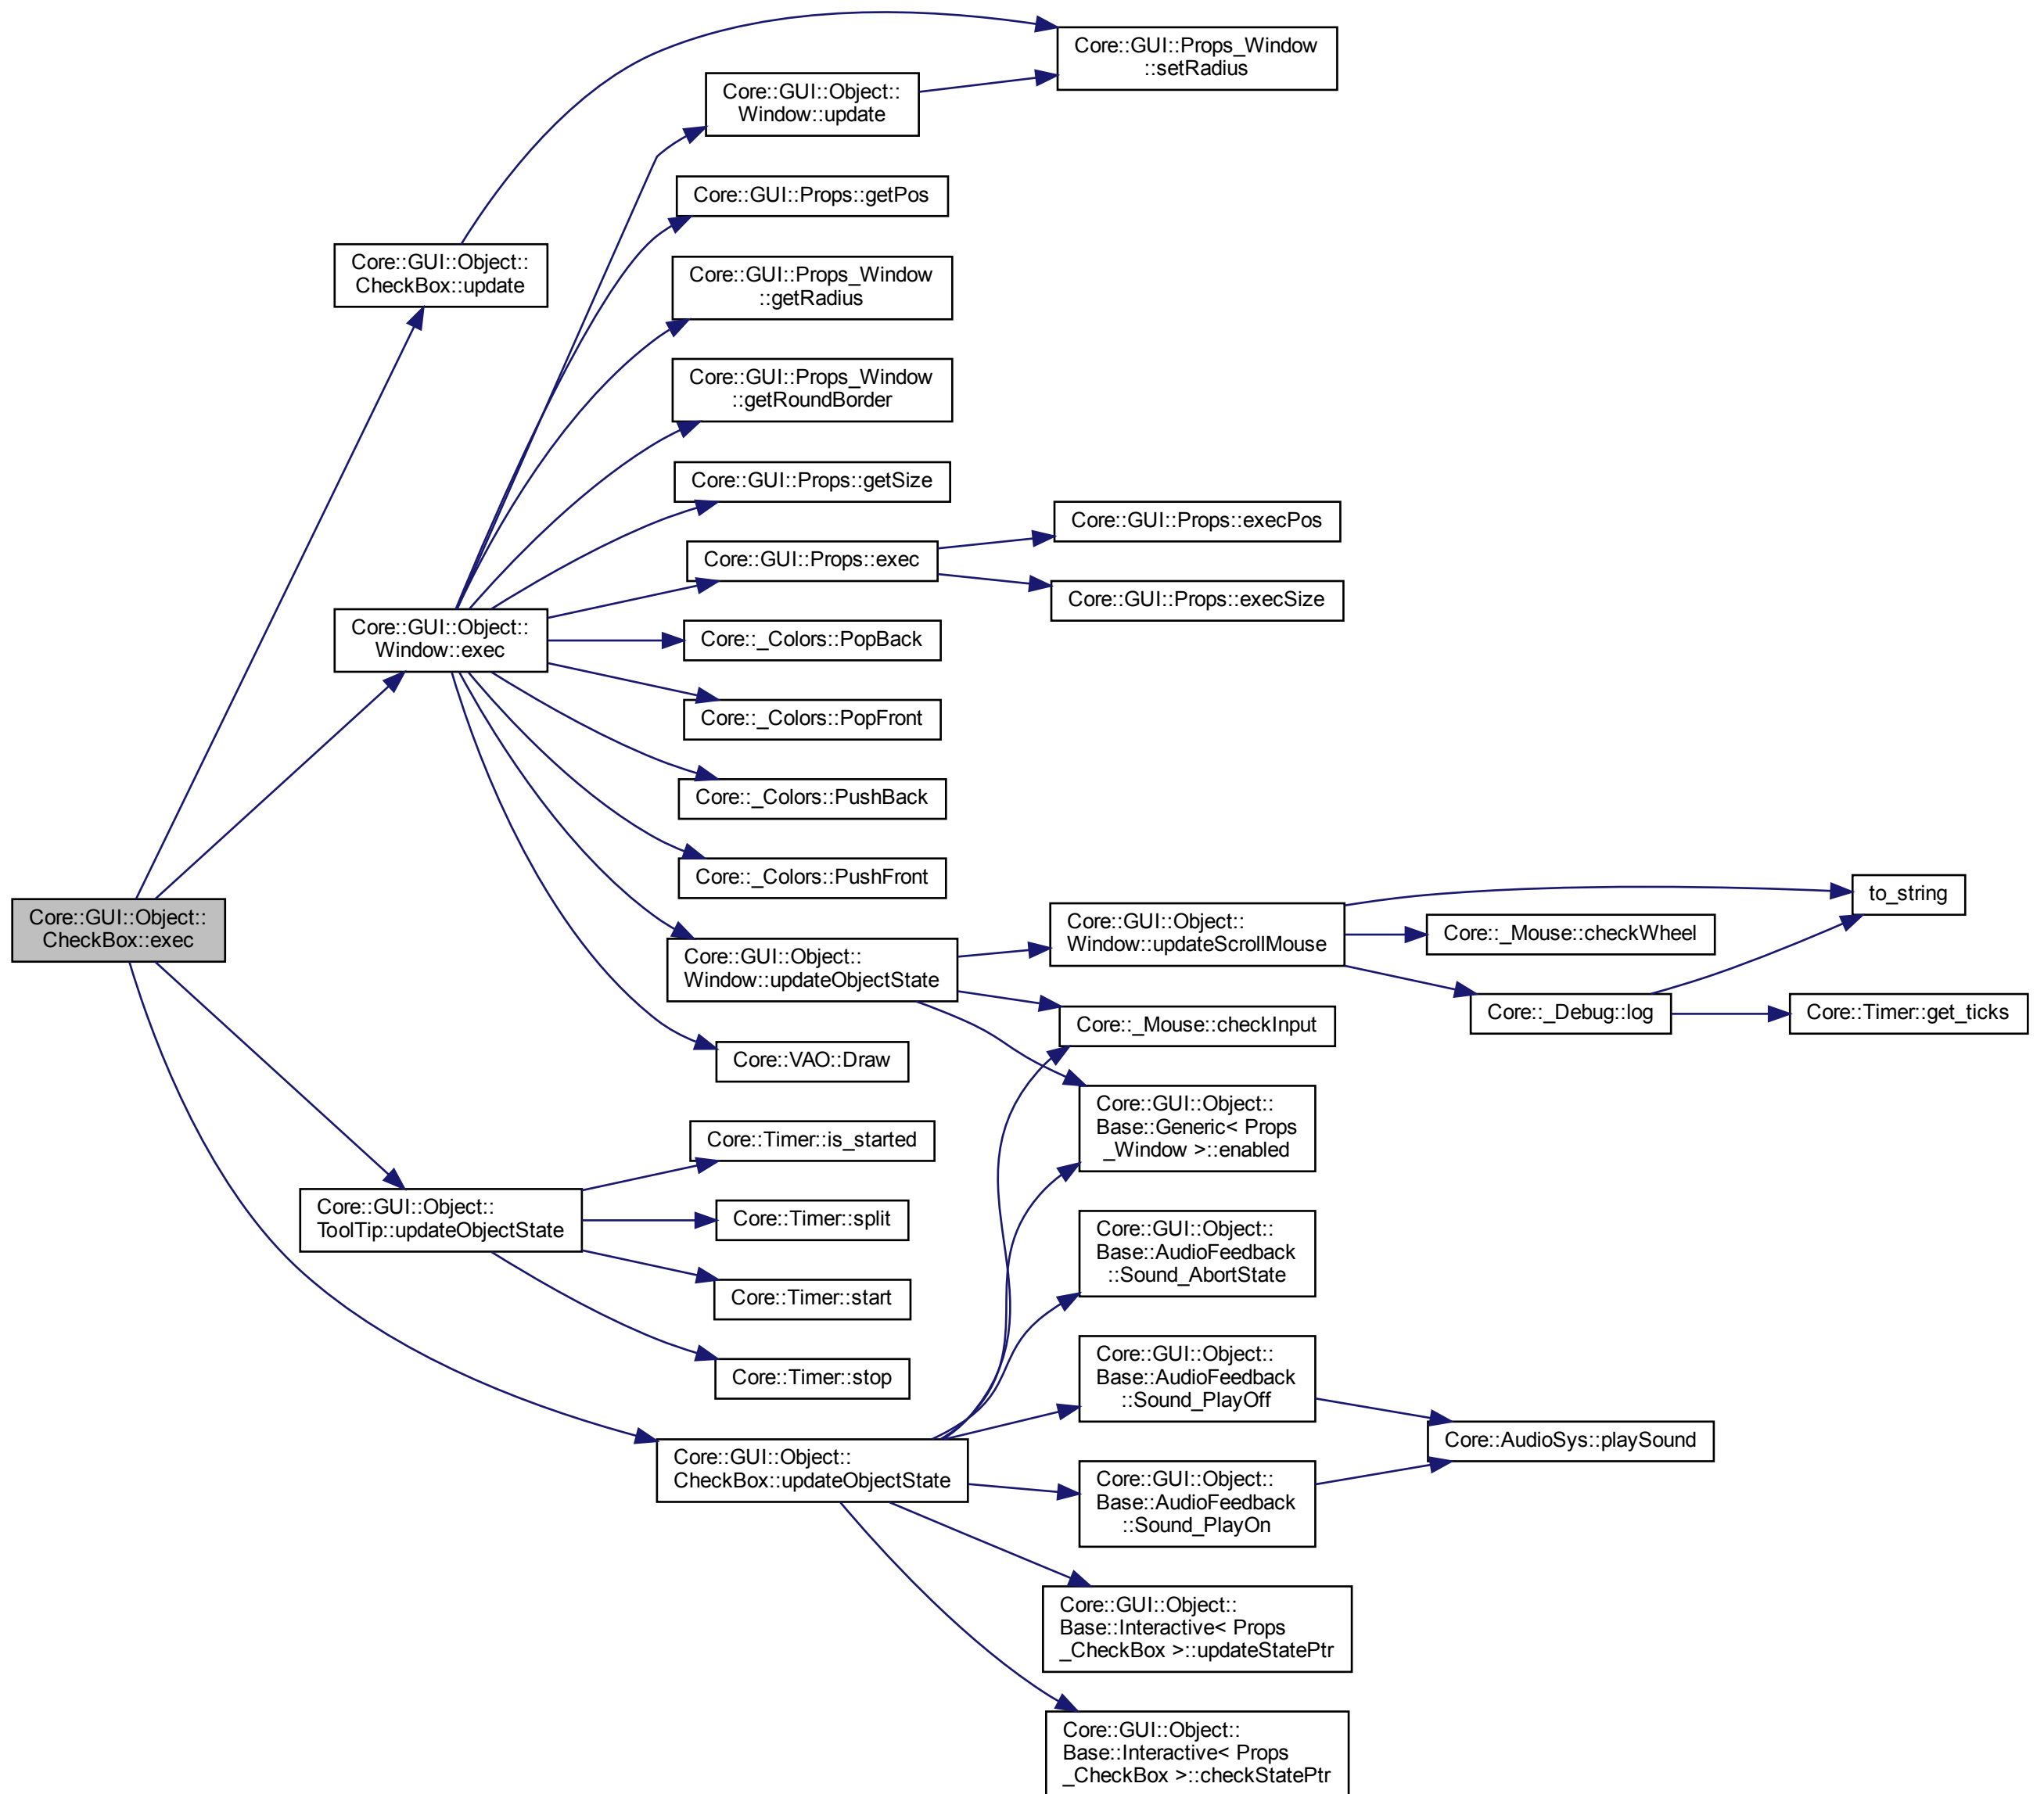 Core::GUI::Props_Window
::setRadius
Core::GUI::Object::
Window::update
Core::GUI::Props::getPos
Core::GUI::Object::
CheckBox::update
Core::GUI::Props_Window
::getRadius
Core::GUI::Props_Window
::getRoundBorder
Core::GUI::Props::getSize
Core::GUI::Props::execPos
Core::GUI::Props::exec
Core::GUI::Props::execSize
Core::GUI::Object::
Window::exec
Core::_Colors::PopBack
Core::_Colors::PopFront
Core::_Colors::PushBack
Core::_Colors::PushFront
to_string
Core::GUI::Object::
CheckBox::exec
Core::GUI::Object::
Window::updateScrollMouse
Core::_Mouse::checkWheel
Core::GUI::Object::
Window::updateObjectState
Core::_Debug::log
Core::Timer::get_ticks
Core::_Mouse::checkInput
Core::VAO::Draw
Core::GUI::Object::
Base::Generic< Props
_Window >::enabled
Core::Timer::is_started
Core::GUI::Object::
ToolTip::updateObjectState
Core::Timer::split
Core::GUI::Object::
Base::AudioFeedback
::Sound_AbortState
Core::Timer::start
Core::GUI::Object::
Base::AudioFeedback
::Sound_PlayOff
Core::Timer::stop
Core::AudioSys::playSound
Core::GUI::Object::
CheckBox::updateObjectState
Core::GUI::Object::
Base::AudioFeedback
::Sound_PlayOn
Core::GUI::Object::
Base::Interactive< Props
_CheckBox >::updateStatePtr
Core::GUI::Object::
Base::Interactive< Props
_CheckBox >::checkStatePtr